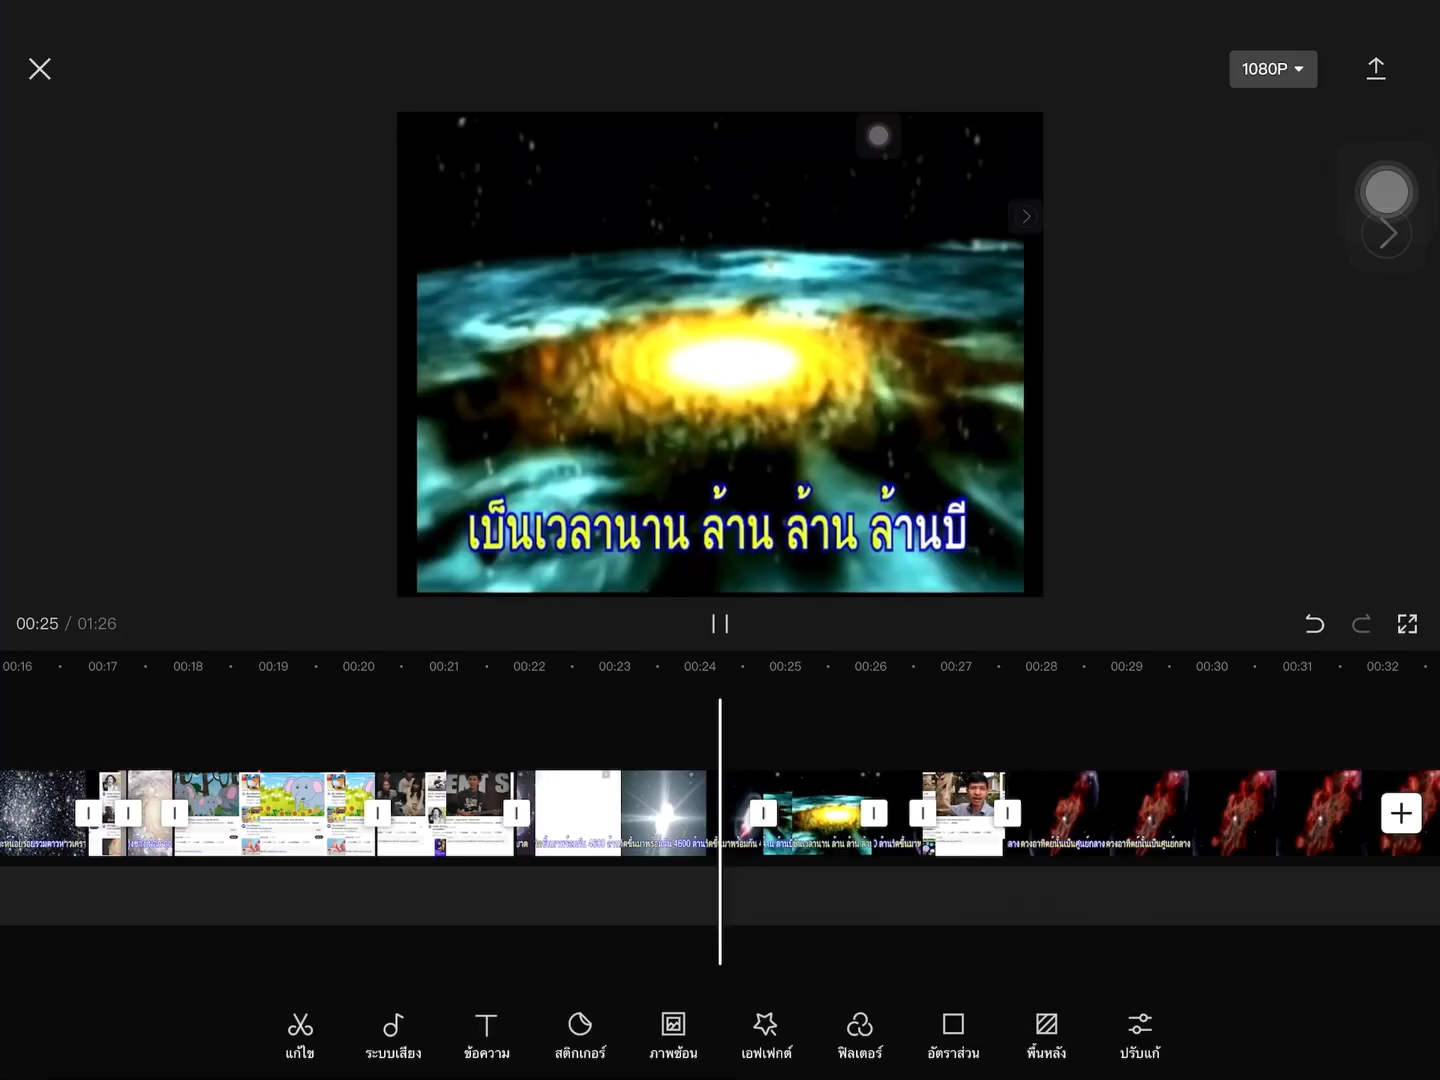 1080P
เป็นเวลานาน ล้าน ล้าน ล้านปี
00:25 / 01:26
00:16 00:17 00:18 00:19 00:20 00:21 00:22 00:23 00:24 00:25 00:26 00:27 00:28 00:29 00:30 00:31 00:32
แก้ไข ระบบเสียง ข้อความ สติกเกอร์ ภาพซ้อน เอฟเฟกต์ ฟิลเตอร์ อัตราส่วน พื้นหลัง ปรับแก้